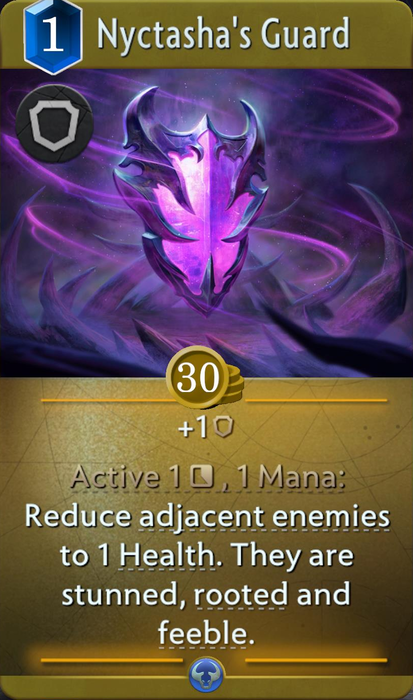 1 Nyctasha's Guard
30
+1
Active 1 , 1 Mana:
Reduce adjacent enemies
to 1 Health. They are
stunned, rooted and
feeble.